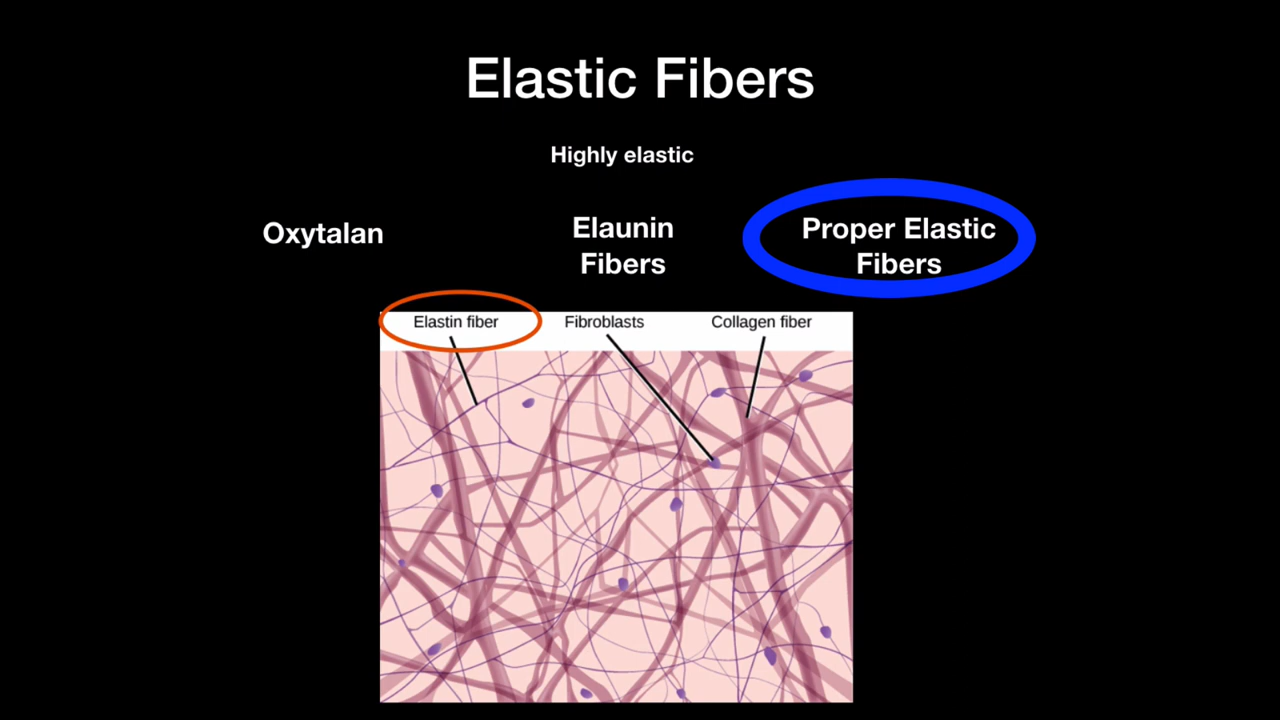 Elastic Fibers
Highly elastic
Oxytalan
Elaunin
Fibers
Proper Elastic
Fibers
Elastin fiber
Fibroblasts
Collagen fiber